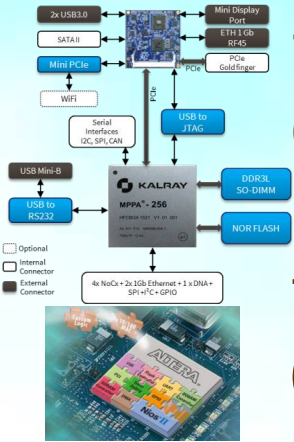 2x USB3.0
Mini Display
Port
SATA II
ETH 1 Gb
RF45
Mini PCIe
PCIe
PCIe
Goldfinger
WiFi
PCIe
Serial
Interfaces
I2C, SPI, CAN
USB to
JTAG
USB Mini-B
KALRAY
MPPA®- 256
DDR3L
SO-DIMM
USB to
RS232
NOR FLASH
Optional
Internal
Connector
External
Connector
4x NoCx + 2x 1Gb Ethernet + 1 x DNA +
SPI + I²C + GPIO
Custom
Logic
ALTERA
Nios II